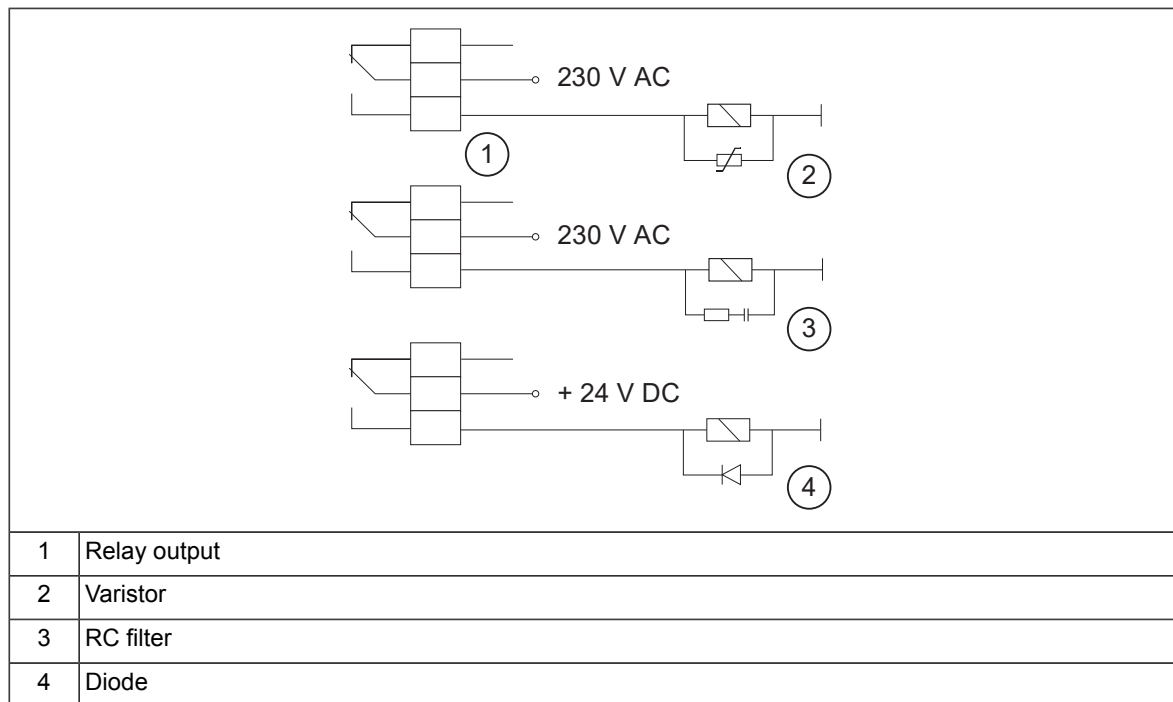 230 V AC
1
2
230 V AC
3
+ 24 V DC
4
1 Relay output
2 Varistor
3 RC filter
4 Diode